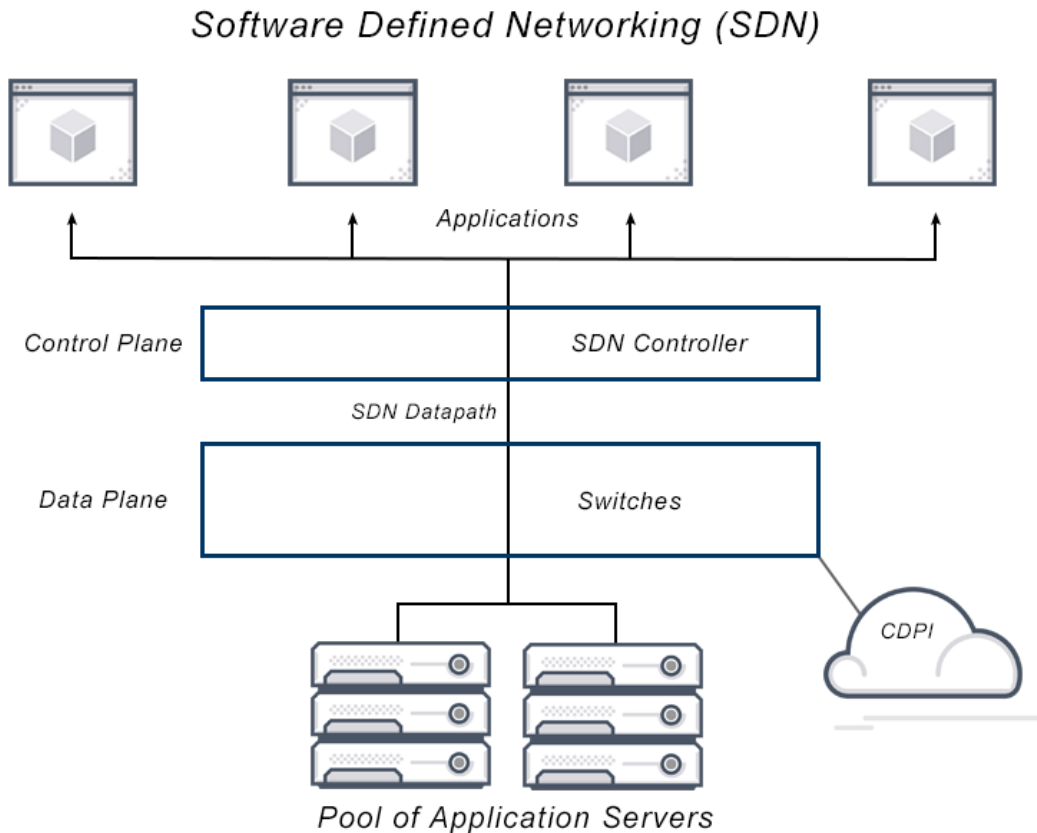 Software Defined Networking (SDN)
Applications
Control Plane
SDN Controller
SDN Datapath
Data Plane
Switches
CDPI
Pool of Application Servers